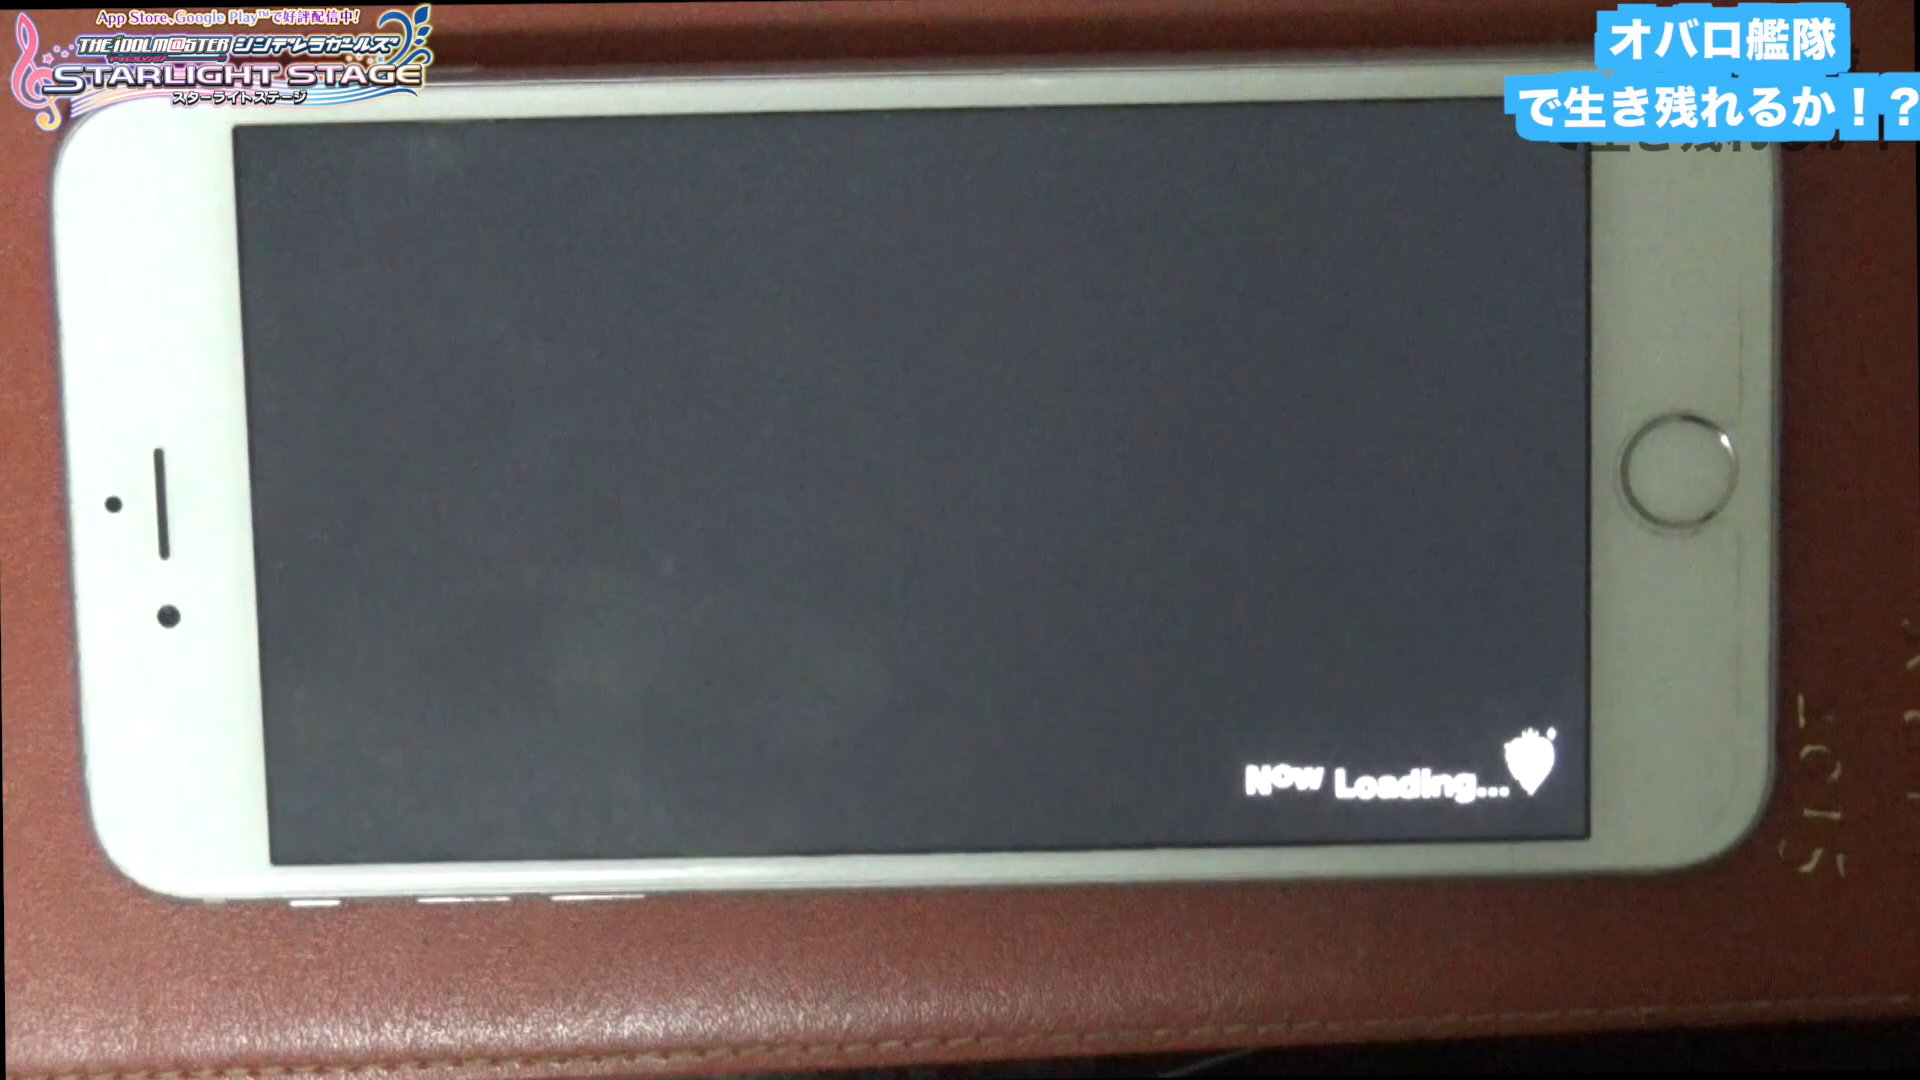 App Store、Google Play™で好評配信中!
THE iDOLM@STER シンデレラガールズ
STARLIGHT STAGE
スターライトステージ
オバロ艦隊
で生き残れるか！？
Now Loading...
2015